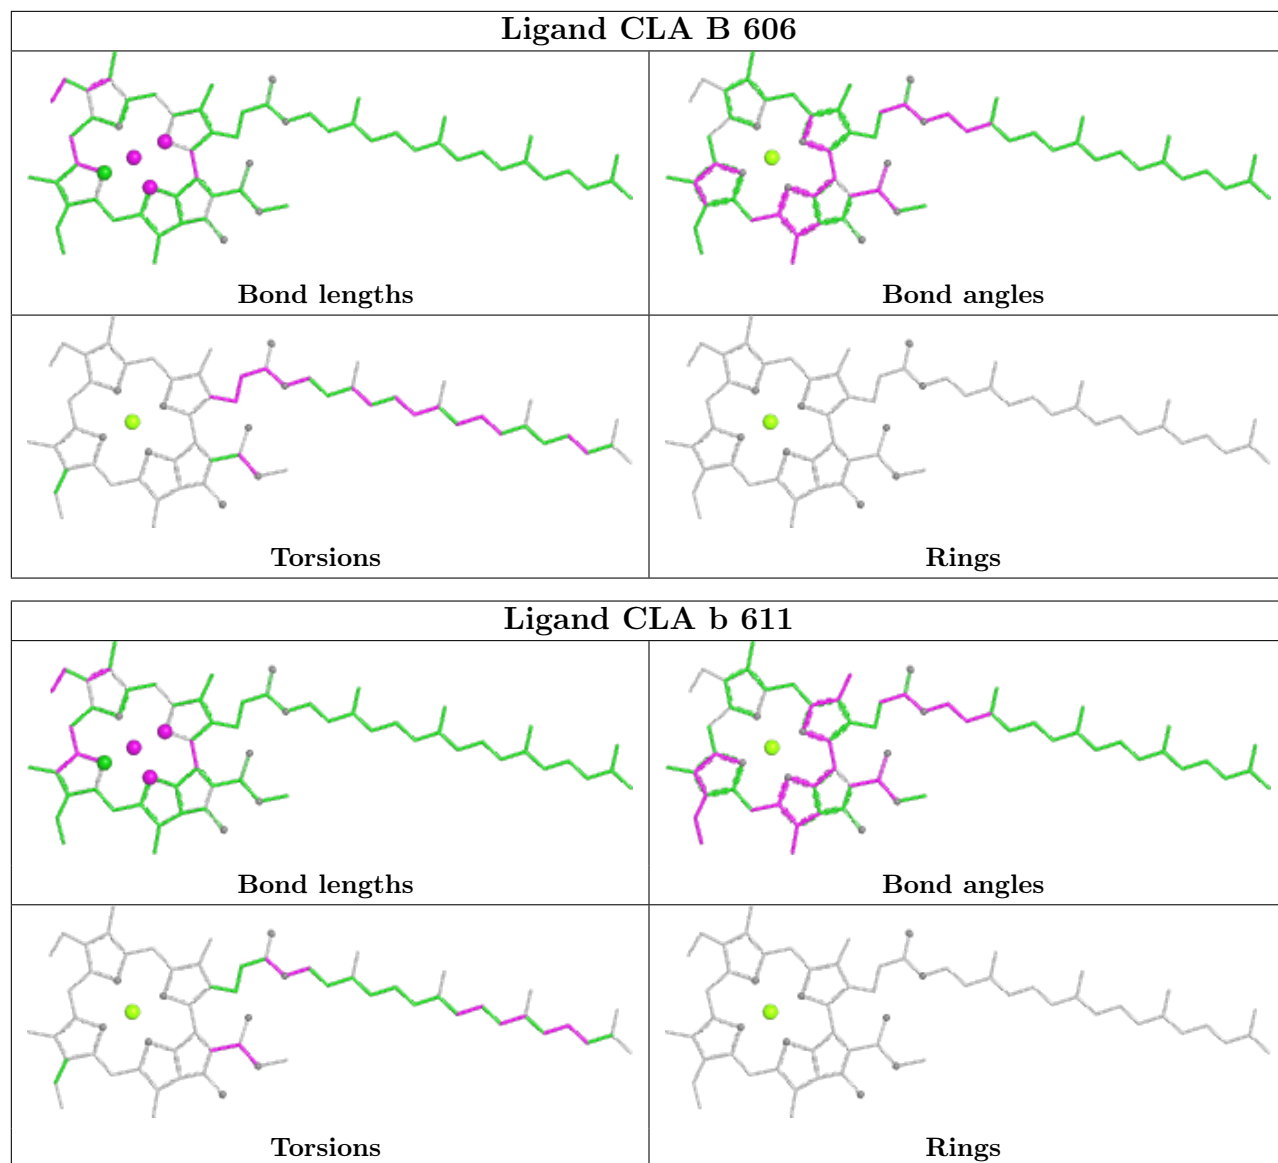 Ligand CLA B 606
Bond lengths
Bond angles
Torsions
Rings
Ligand CLA b 611
Bond lengths
Bond angles
Torsions
Rings